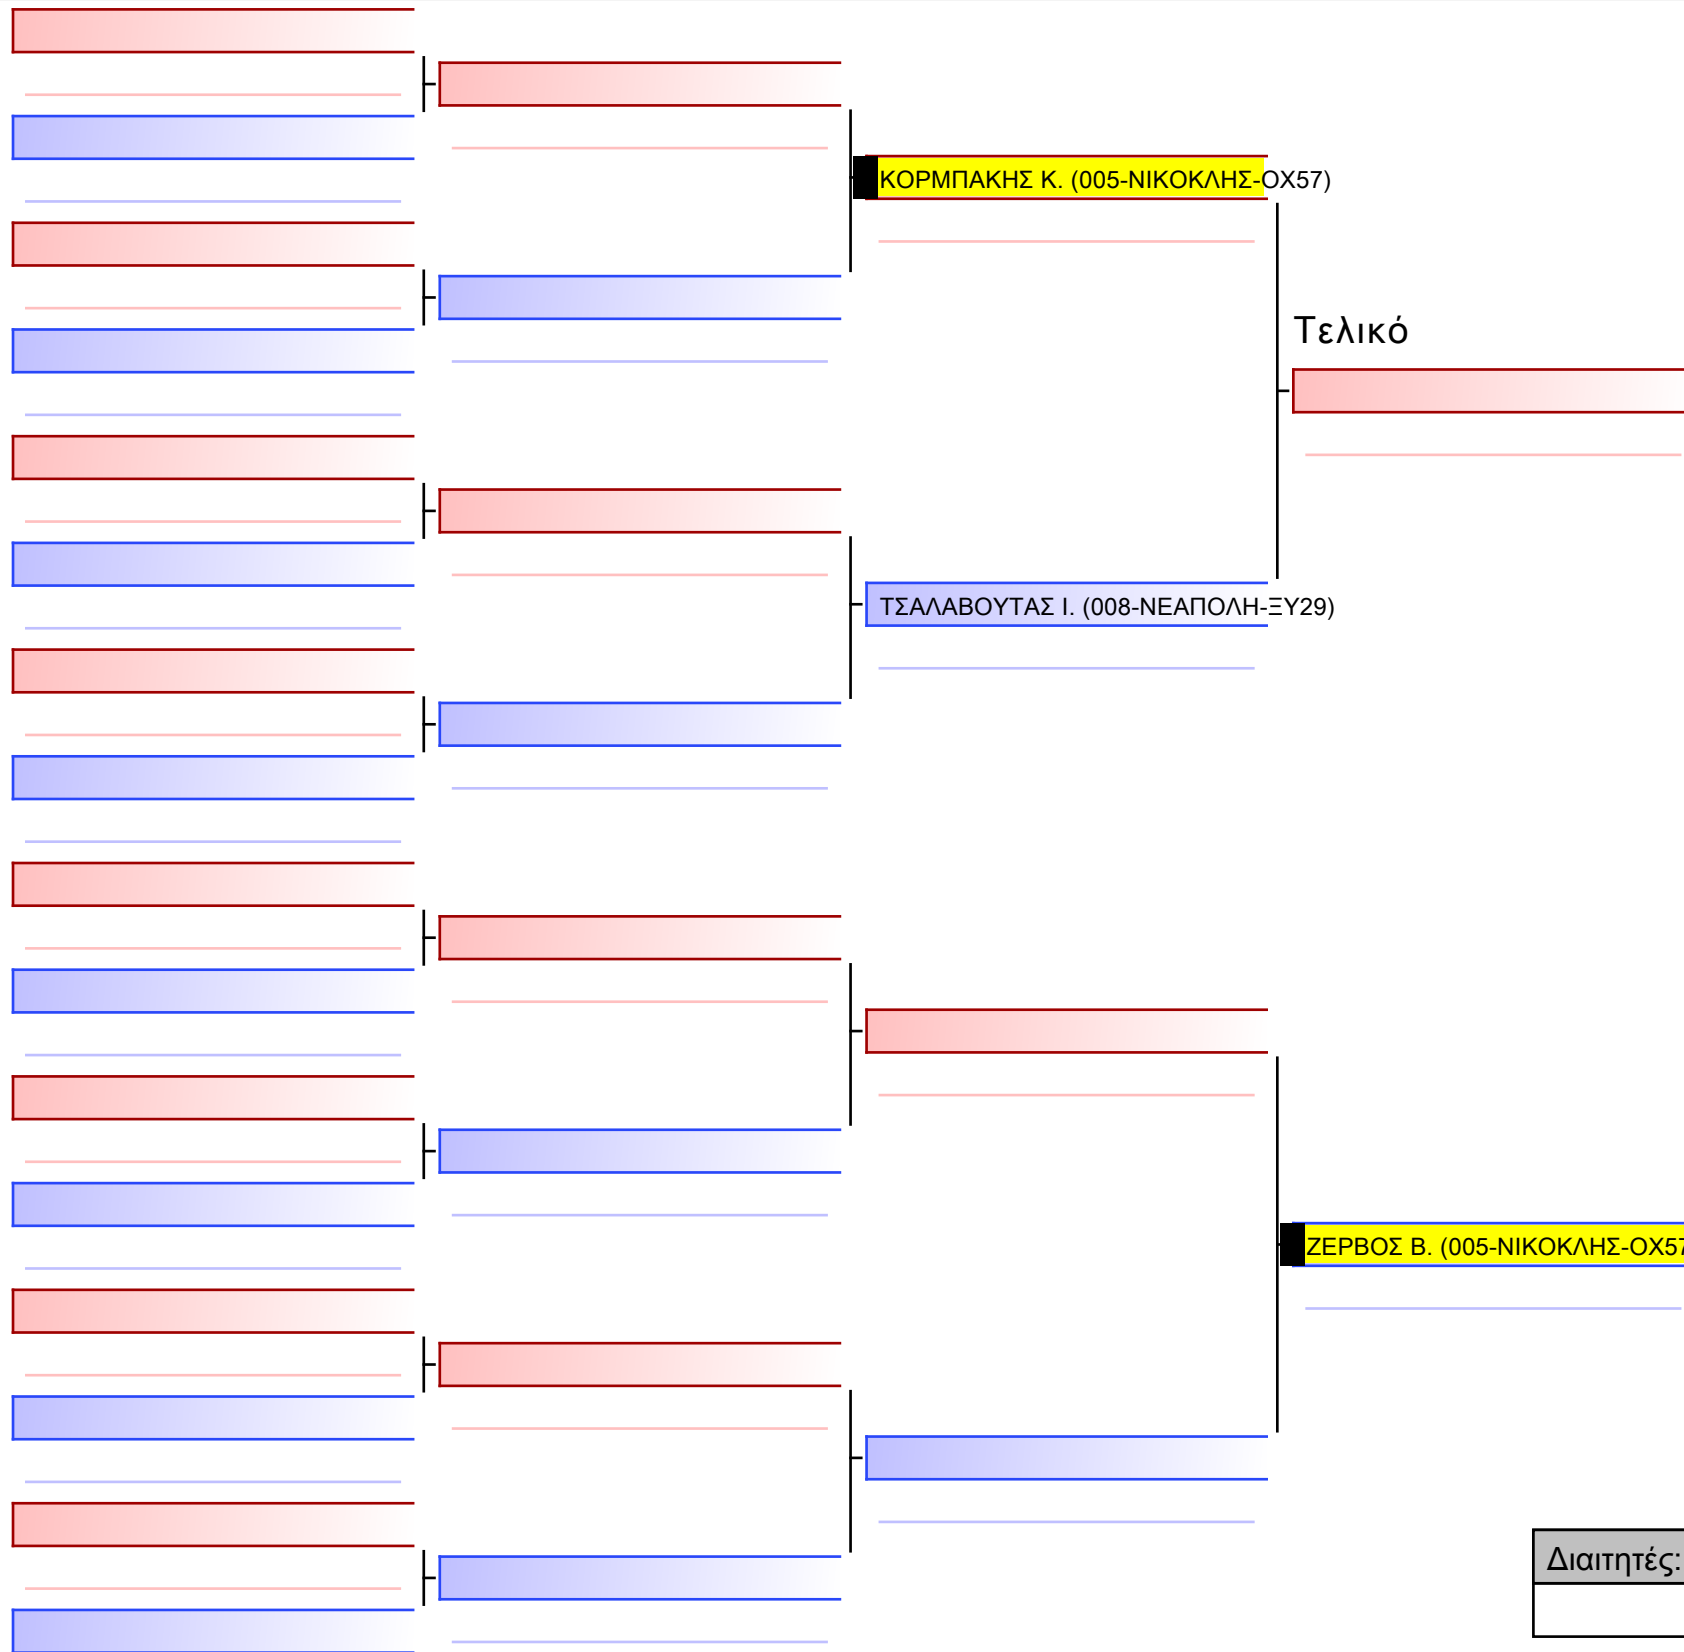 ΚΟΡΜΠΑΚΗΣ Κ. (005-ΝΙΚΟΚΛΗΣ-ΟΧ57)
Τελικό
ΤΣΑΛΑΒΟΥΤΑΣ Ι. (008-ΝΕΑΠΟΛΗ-ΞΥ29)
ΖΕΡΒΟΣ Β. (005-ΝΙΚΟΚΛΗΣ-ΟΧ57
Διαιτητές: